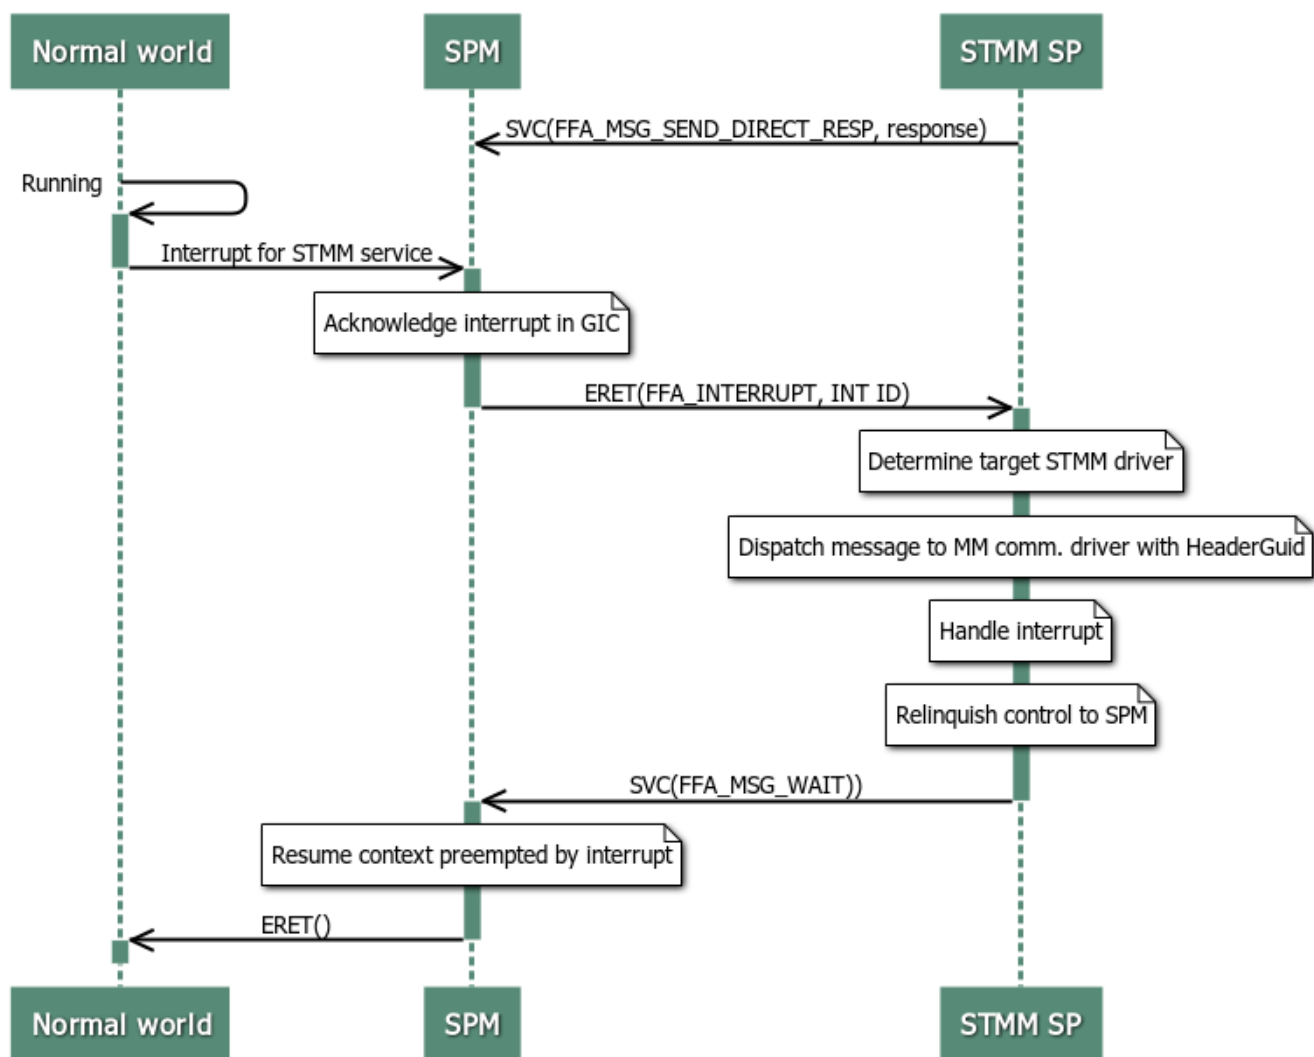 Normal world
SPM
STMM SP
SVC(FFA_MSG_SEND_DIRECT_RESP, response)
Running
Interrupt for STMM service
Acknowledge interrupt in GIC
ERET(FFA_INTERRUPT, INT ID)
Determine target STMM driver
Dispatch message to MM comm. driver with HeaderGuid
Handle interrupt
Relinquish control to SPM
SVC(FFA_MSG_WAIT))
Resume context preempted by interrupt
ERET()
Normal world
SPM
STMM SP